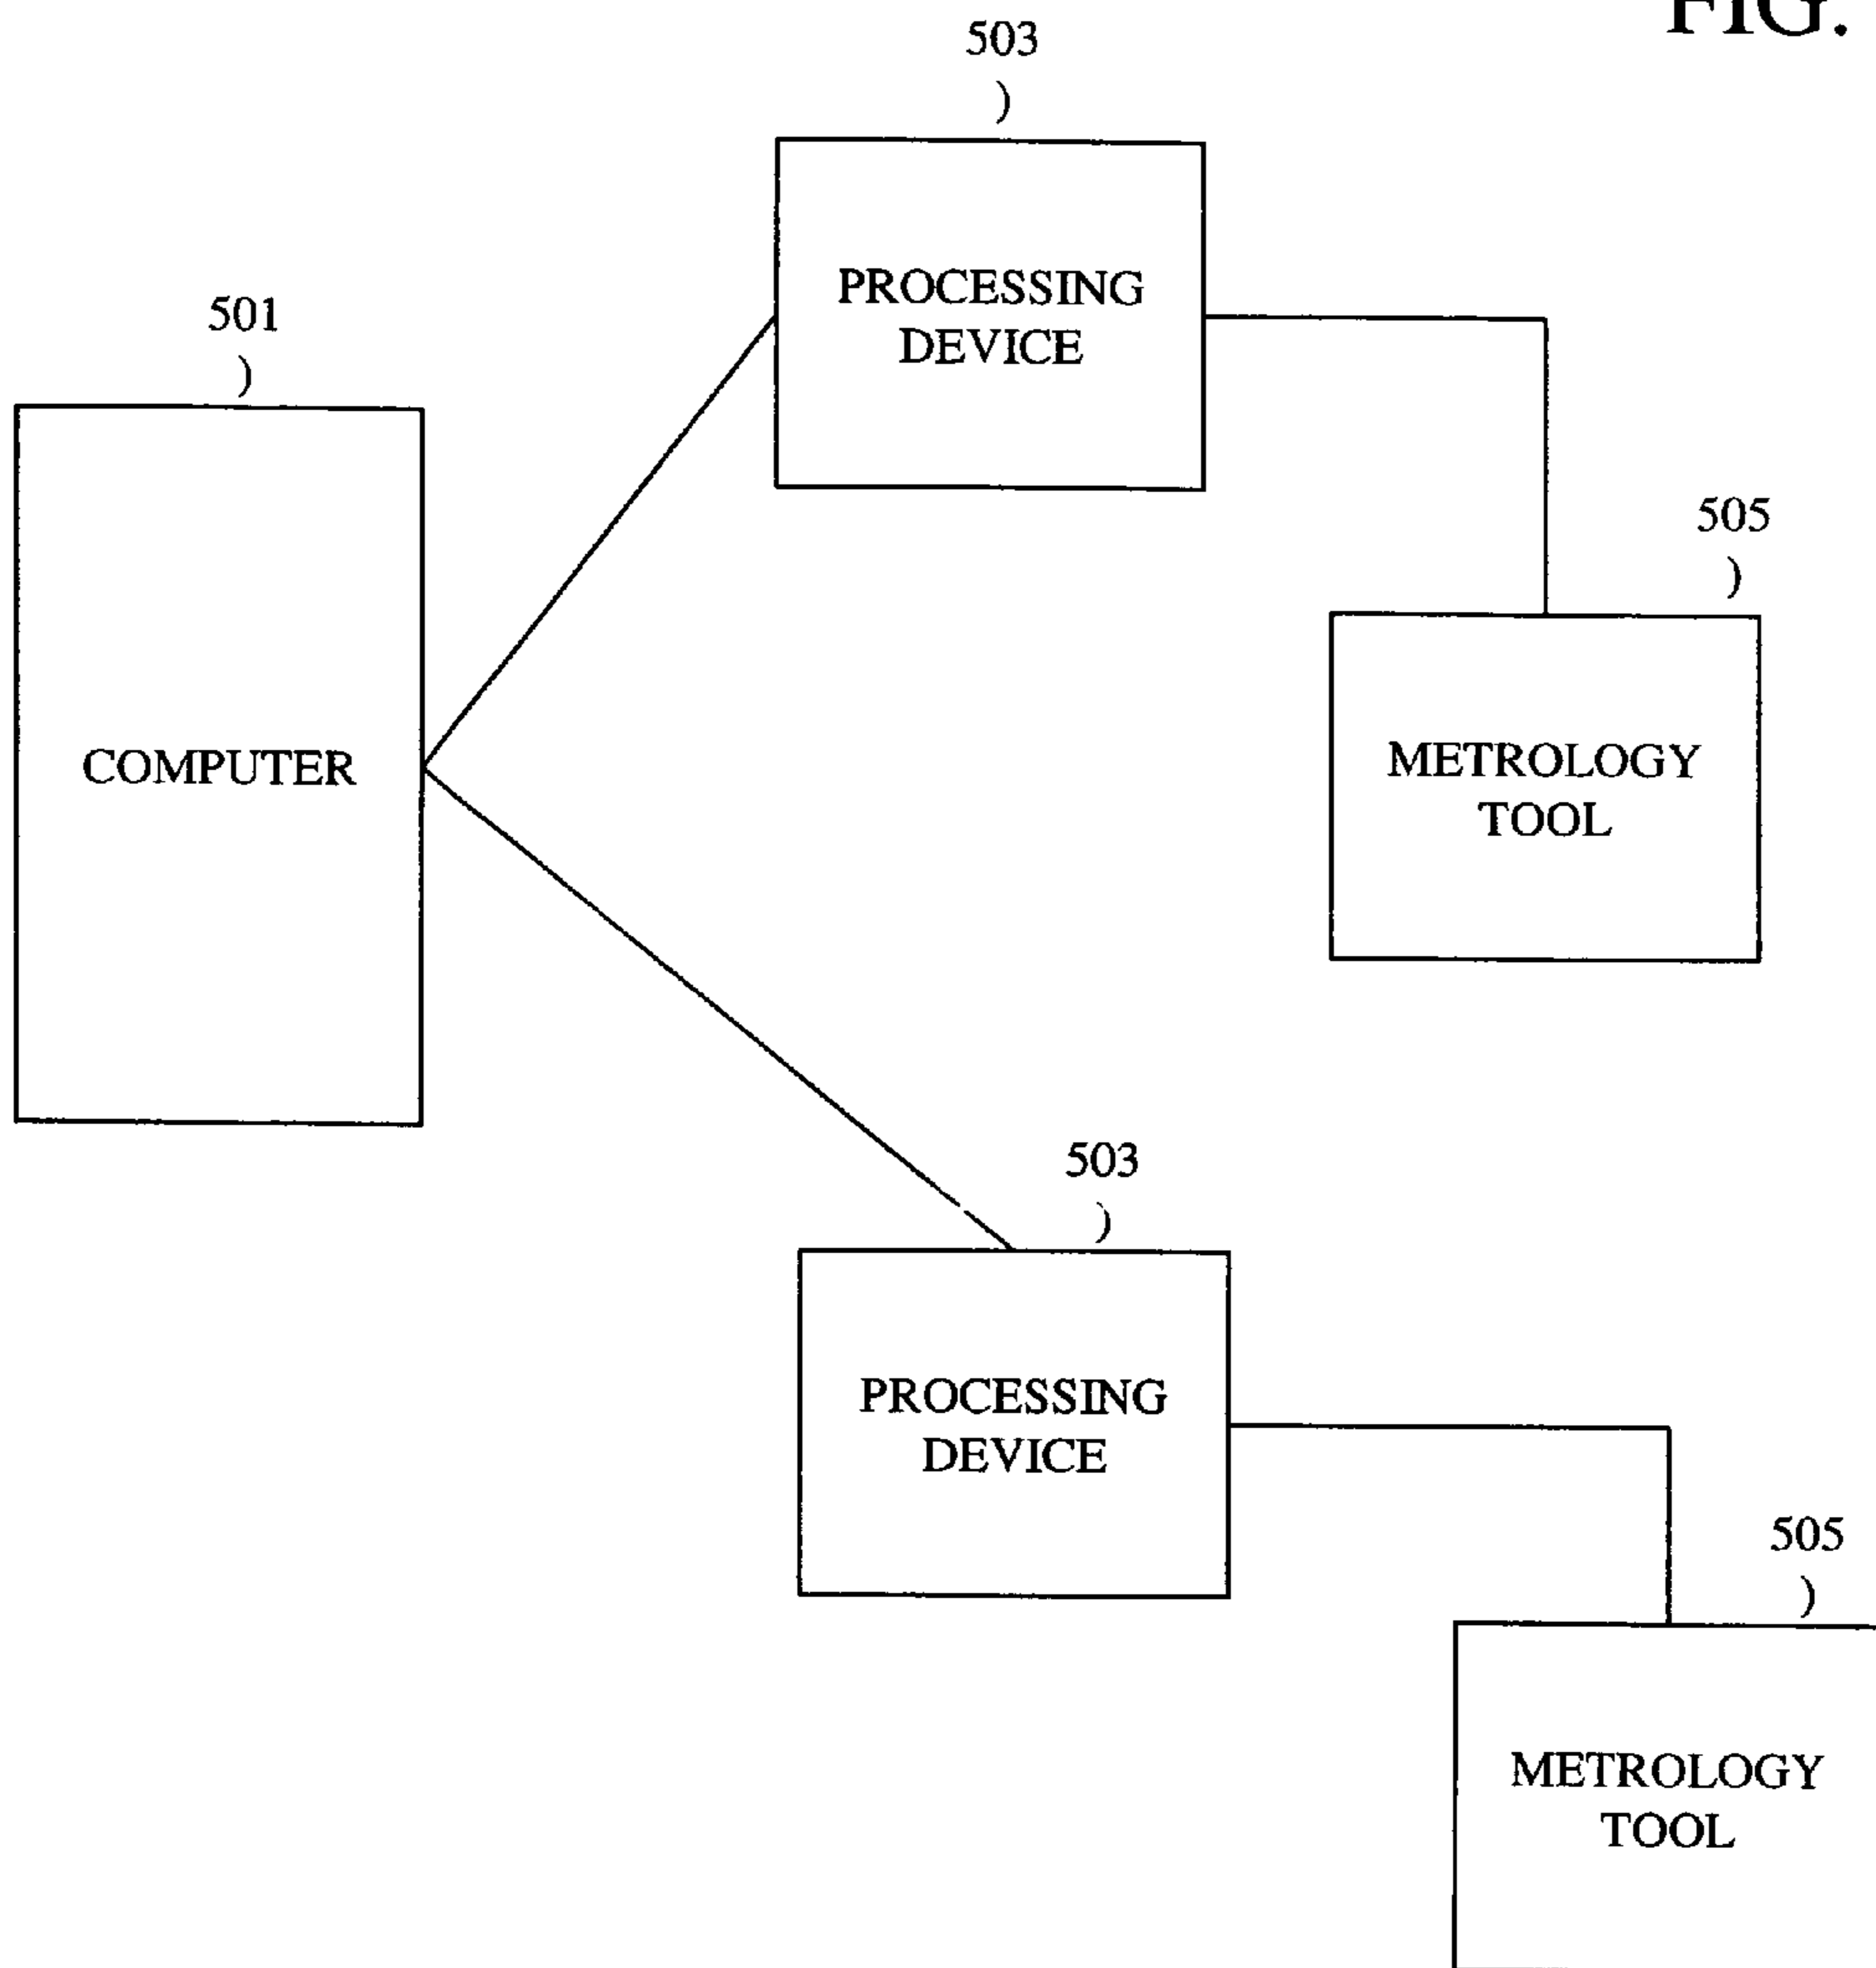 FIG.
503
PROCESSING
DEVICE
501
COMPUTER
505
METROLOGY
TOOL
503
PROCESSING
DEVICE
505
METROLOGY
TOOL